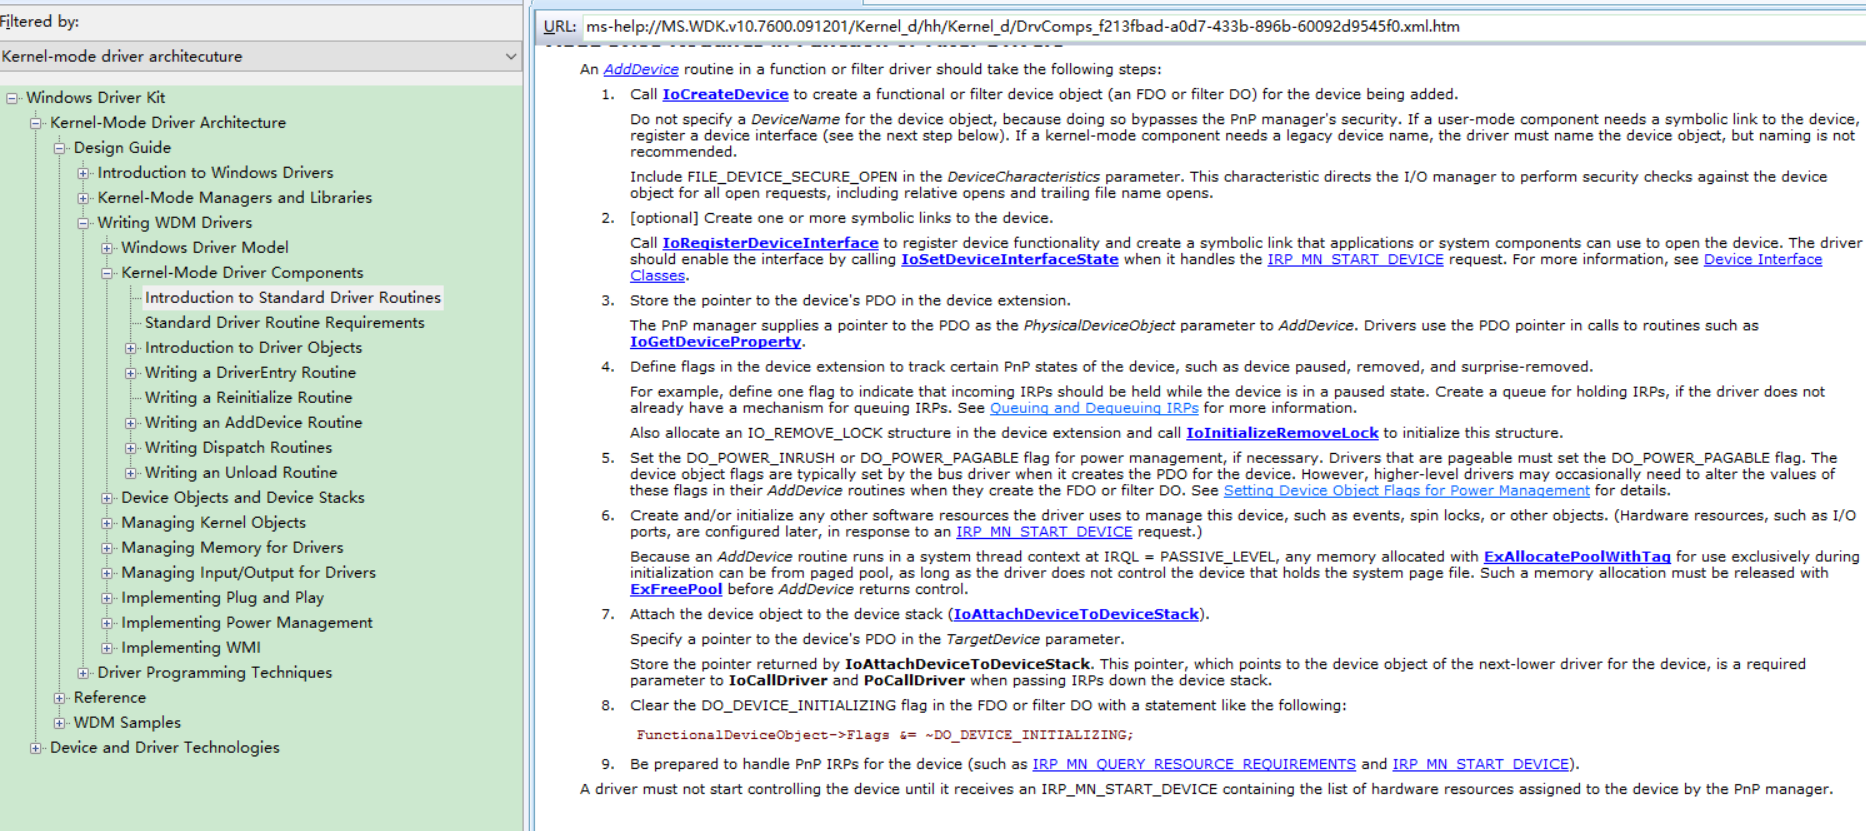 Filtered by:
Kernel-mode driver architecuture
Windows Driver Kit
Kernel-Mode Driver Architecture
Design Guide
Introduction to Windows Drivers
Kernel-Mode Managers and Libraries
Writing WDM Drivers
Windows Driver Model
Kernel-Mode Driver Components
Introduction to Standard Driver Routines
Standard Driver Routine Requirements
Introduction to Driver Objects
Writing a DriverEntry Routine
Writing a Reinitialize Routine
Writing an AddDevice Routine
Writing Dispatch Routines
Writing an Unload Routine
Device Objects and Device Stacks
Managing Kernel Objects
Managing Memory for Drivers
Managing Input/Output for Drivers
Implementing Plug and Play
Implementing Power Management
Implementing WMI
Driver Programming Techniques
Reference
WDM Samples
Device and Driver Technologies
URL: ms-help://MS.WDK.v10.7600.091201/Kernel_d/hh/Kernel_d/DrvComps_f213fbad-a0d7-433b-896b-60092d9545f0.xml.htm
An AddDevice routine in a function or filter driver should take the following steps:
1. Call IoCreateDevice to create a functional or filter device object (an FDO or filter DO) for the device being added.
Do not specify a DeviceName for the device object, because doing so bypasses the PnP manager's security. If a user-mode component needs a symbolic link to the device,
register a device interface (see the next step below). If a kernel-mode component needs a legacy device name, the driver must name the device object, but naming is not
recommended.
Include FILE_DEVICE_SECURE_OPEN in the DeviceCharacteristics parameter. This characteristic directs the I/O manager to perform security checks against the device
object for all open requests, including relative opens and trailing file name opens.
2. [optional] Create one or more symbolic links to the device.
Call IoRegisterDeviceInterface to register device functionality and create a symbolic link that applications or system components can use to open the device. The driver
should enable the interface by calling IoSetDeviceInterfaceState when it handles the IRP_MN_START_DEVICE request. For more information, see Device Interface
Classes.
3. Store the pointer to the device's PDO in the device extension.
The PnP manager supplies a pointer to the PDO as the PhysicalDeviceObject parameter to AddDevice. Drivers use the PDO pointer in calls to routines such as
IoGetDeviceProperty.
4. Define flags in the device extension to track certain PnP states of the device, such as device paused, removed, and surprise-removed.
For example, define one flag to indicate that incoming IRPs should be held while the device is in a paused state. Create a queue for holding IRPs, if the driver does not
already have a mechanism for queuing IRPs. See Queuing and Dequeuing IRPs for more information.
Also allocate an IO_REMOVE_LOCK structure in the device extension and call IoInitializeRemoveLock to initialize this structure.
5. Set the DO_POWER_INRUSH or DO_POWER_PAGABLE flag for power management, if necessary. Drivers that are pageable must set the DO_POWER_PAGABLE flag. The
device object flags are typically set by the bus driver when it creates the PDO for the device. However, higher-level drivers may occasionally need to alter the values of
these flags in their AddDevice routines when they create the FDO or filter DO. See Setting Device Object Flags for Power Management for details.
6. Create and/or initialize any other software resources the driver uses to manage this device, such as events, spin locks, or other objects. (Hardware resources, such as I/O
ports, are configured later, in response to an IRP_MN_START_DEVICE request.)
Because an AddDevice routine runs in a system thread context at IRQL = PASSIVE_LEVEL, any memory allocated with ExAllocatePoolWithTag for use exclusively during
initialization can be from paged pool, as long as the driver does not control the device that holds the system page file. Such a memory allocation must be released with
ExFreePool before AddDevice returns control.
7. Attach the device object to the device stack (IoAttachDeviceToDeviceStack).
Specify a pointer to the device's PDO in the TargetDevice parameter.
Store the pointer returned by IoAttachDeviceToDeviceStack. This pointer, which points to the device object of the next-lower driver for the device, is a required
parameter to IoCallDriver and PoCallDriver when passing IRPs down the device stack.
8. Clear the DO_DEVICE_INITIALIZING flag in the FDO or filter DO with a statement like the following:
FunctionalDeviceObject->Flags &= ~DO_DEVICE_INITIALIZING;
9. Be prepared to handle PnP IRPs for the device (such as IRP_MN_QUERY_RESOURCE_REQUIREMENTS and IRP_MN_START_DEVICE).
A driver must not start controlling the device until it receives an IRP_MN_START_DEVICE containing the list of hardware resources assigned to the device by the PnP manager.